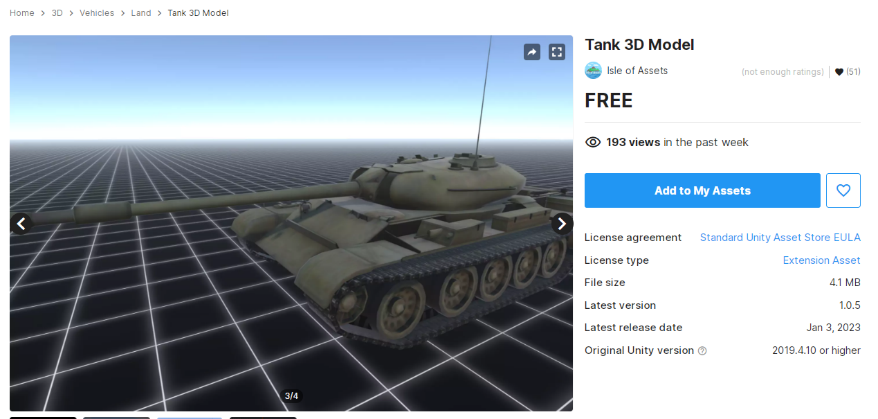 Home > 3D > Vehicles > Land > Tank 3D Model
3/4
Tank 3D Model
Isle of Assets
(not enough ratings) | (51)
FREE
193 views in the past week
Add to My Assets
License agreement Standard Unity Asset Store EULA
License type Extension Asset
File size 4.1 MB
Latest version 1.0.5
Latest release date Jan 3, 2023
Original Unity version ? 2019.4.10 or higher